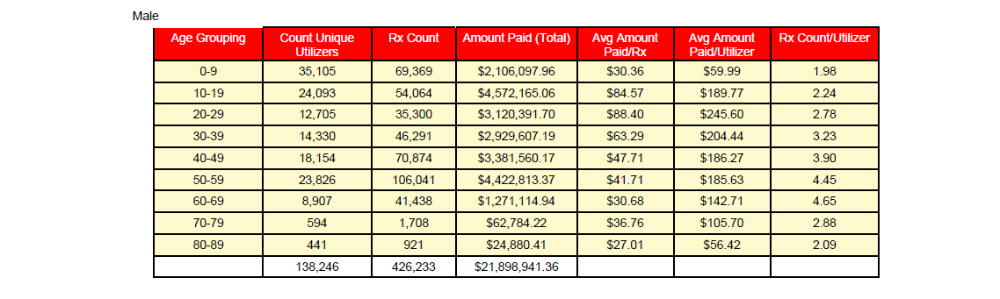 Male
Age Grouping Count Unique Utilizers Rx Count Amount Paid (Total) Avg Amount Paid/Rx Avg Amount Paid/Utilizer Rx Count/Utilizer
0-9 35,105 69,369 $2,106,097.96 $30.36 $59.99 1.98
10-19 24,093 54,064 $4,572,165.06 $84.57 $189.77 2.24
20-29 12,705 35,300 $3,120,391.70 $88.40 $245.60 2.78
30-39 14,330 46,291 $2,929,607.19 $63.29 $204.44 3.23
40-49 18,154 70,874 $3,381,560.17 $47.71 $186.27 3.90
50-59 23,826 106,041 $4,422,813.37 $41.71 $185.63 4.45
60-69 8,907 41,438 $1,271,114.94 $30.68 $142.71 4.65
70-79 594 1,708 $62,784.22 $36.76 $105.70 2.88
80-89 441 921 $24,880.41 $27.01 $56.42 2.09
138,246 426,233 $21,898,941.36